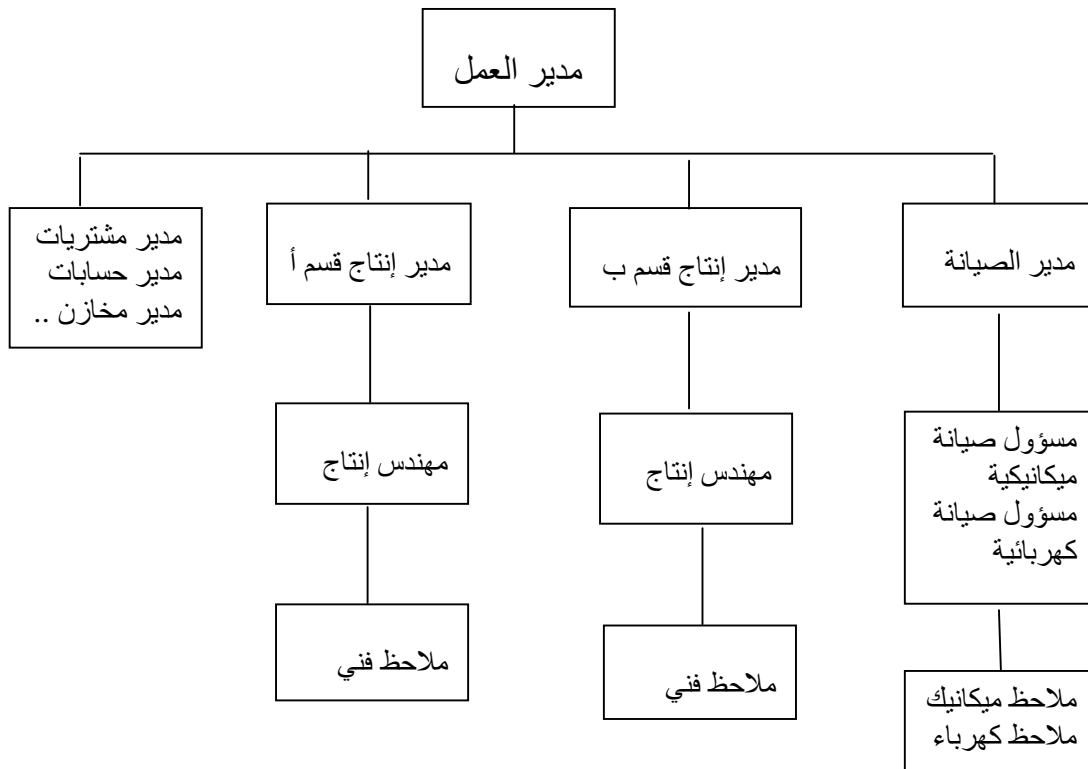 مدير العمل
مدير الصيانة
مدير إنتاج قسم ب
مدير إنتاج قسم أ
مدير مشتريات
مدير حسابات
مدير مخازن ..
مسؤول صيانة
ميكانيكية
مسؤول صيانة
كهربائية
مهندس إنتاج
مهندس إنتاج
ملاحظ ميكانيك
ملاحظ كهرباء
ملاحظ فني
ملاحظ فني